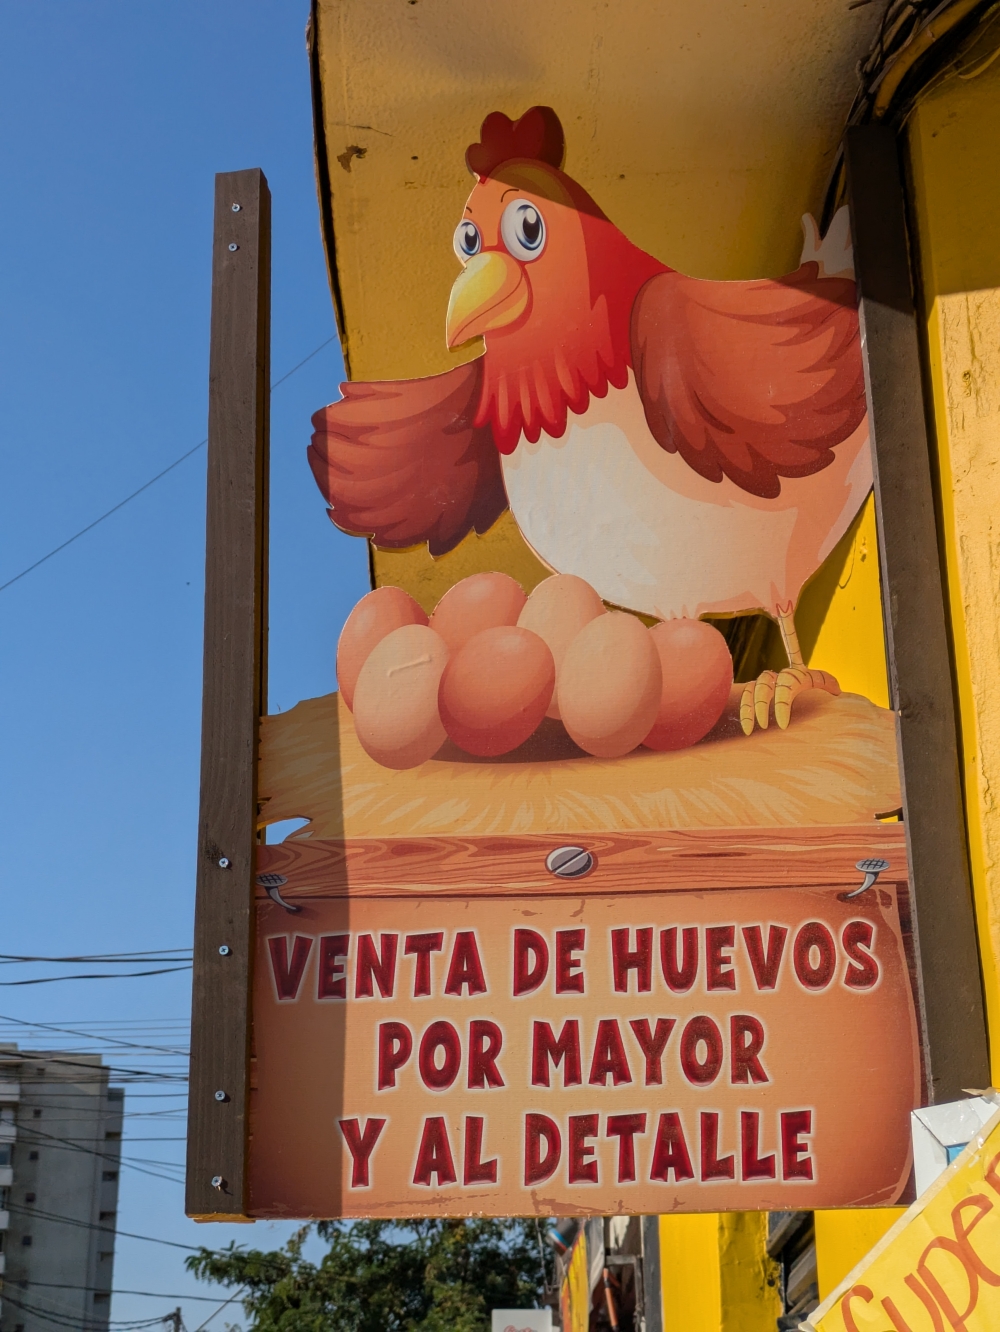 VENTA DE HUEVOS
POR MAYOR
Y AL DETALLE